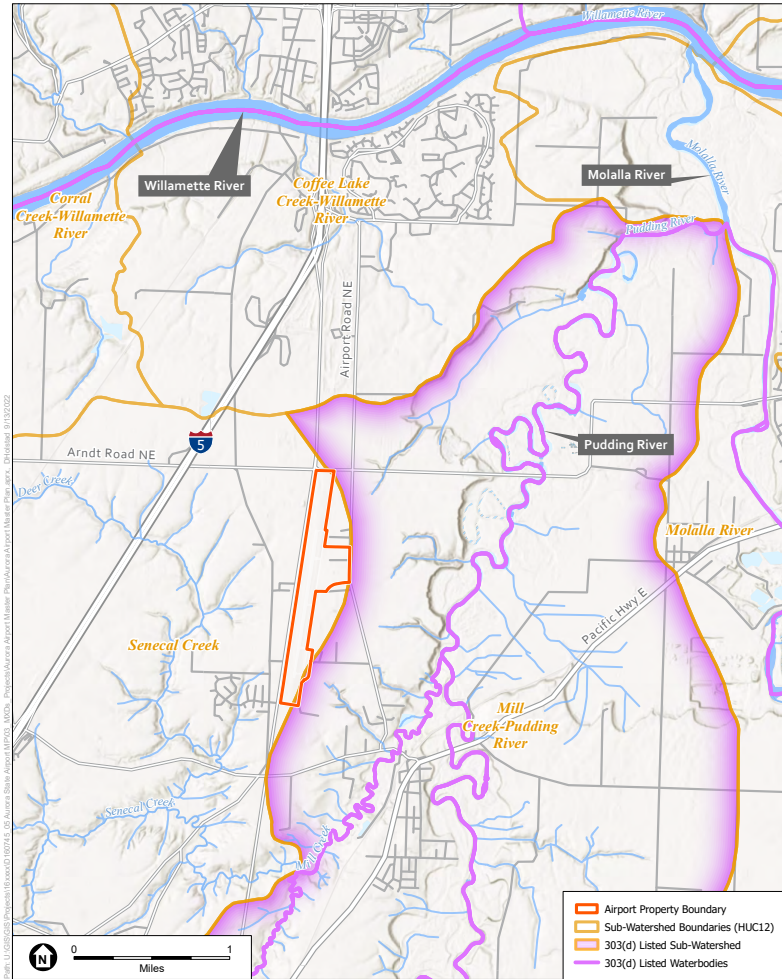 Willamette River
Willamette River
Molalla River
Molalla River
Corral
Creek-Willamette
River
Coffee Lake
Creek-Willamette
River
Pudding River
Airport Road NE
5
Arndt Road NE
Deer Creek
Pudding River
Molalla River
Pacific Hwy E
Senecal Creek
Mill
Creek-Pudding
River
Senecal Creek
Mill Creek
N
0 1
Miles
Airport Property Boundary
Sub-Watershed Boundaries (HUC12)
303(d) Listed Sub-Watershed
303(d) Listed Waterbodies